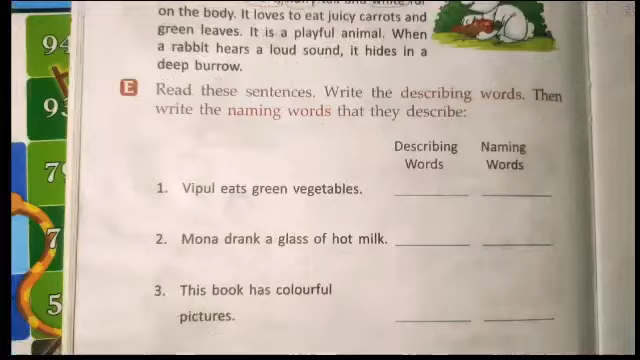 94
on the body. It loves to eat juicy carrots and
green leaves. It is a playful animal. When
a rabbit hears a loud sound, it hides in a
deep burrow.
E Read these sentences. Write the describing words. Then
write the naming words that they describe:
Describing Naming
Words Words
1. Vipul eats green vegetables.
2. Mona drank a glass of hot milk.
3. This book has colourful
pictures.